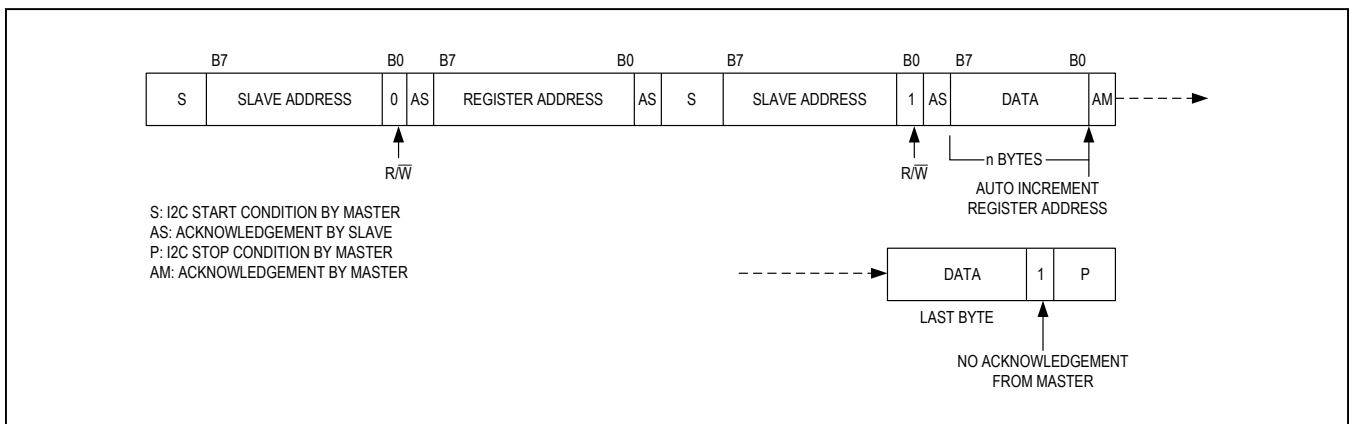 B7 B0 B7 B0 B7 B0 B7 B0
S SLAVE ADDRESS 0 AS REGISTER ADDRESS AS S SLAVE ADDRESS 1 AS DATA AM
R/W̅ R/W̅
n BYTES
AUTO INCREMENT
REGISTER ADDRESS
S: I2C START CONDITION BY MASTER
AS: ACKNOWLEDGEMENT BY SLAVE
P: I2C STOP CONDITION BY MASTER
AM: ACKNOWLEDGEMENT BY MASTER
DATA 1 P
LAST BYTE
NO ACKNOWLEDGEMENT
FROM MASTER